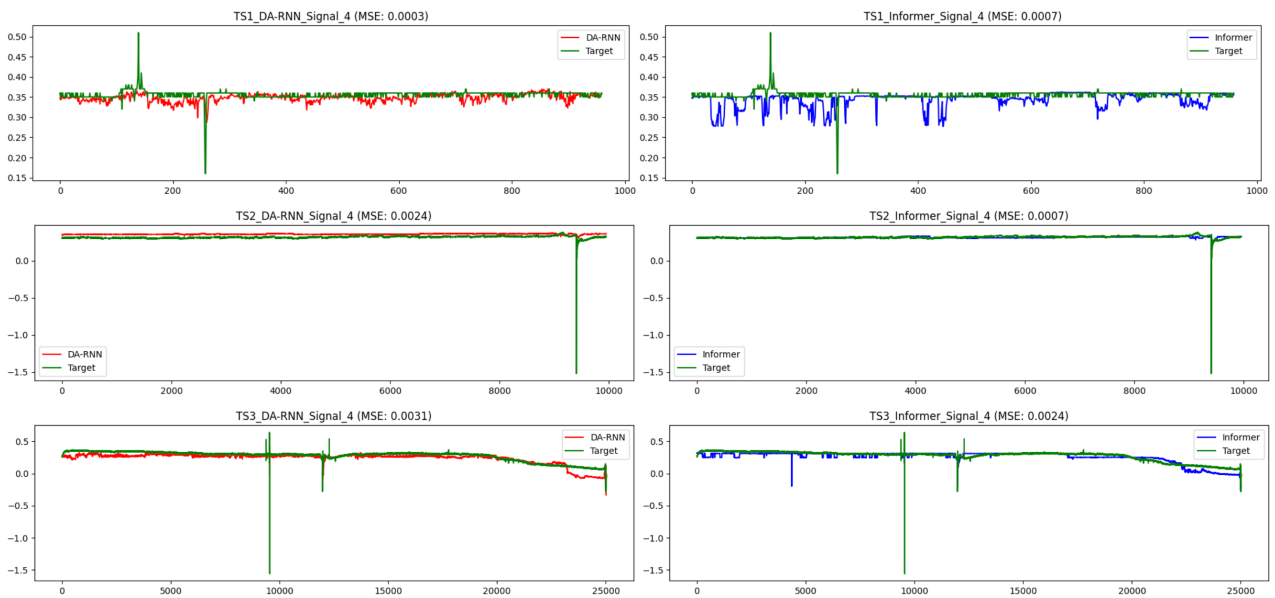 TS1_DA-RNN_Signal_4 (MSE: 0.0003)
0.50
0.45
0.40
0.35
0.30
0.25
0.20
0.15
DA-RNN
Target
0 200 400 600 800 1000
TS1_Informer_Signal_4 (MSE: 0.0007)
0.50
0.45
0.40
0.35
0.30
0.25
0.20
0.15
Informer
Target
0 200 400 600 800 1000
TS2_DA-RNN_Signal_4 (MSE: 0.0024)
0.0
−0.5
−1.0
−1.5
DA-RNN
Target
0 2000 4000 6000 8000 10000
TS2_Informer_Signal_4 (MSE: 0.0007)
0.0
−0.5
−1.0
−1.5
Informer
Target
0 2000 4000 6000 8000 10000
TS3_DA-RNN_Signal_4 (MSE: 0.0031)
0.5
0.0
−0.5
−1.0
−1.5
DA-RNN
Target
0 5000 10000 15000 20000 25000
TS3_Informer_Signal_4 (MSE: 0.0024)
0.5
0.0
−0.5
−1.0
−1.5
Informer
Target
0 5000 10000 15000 20000 25000